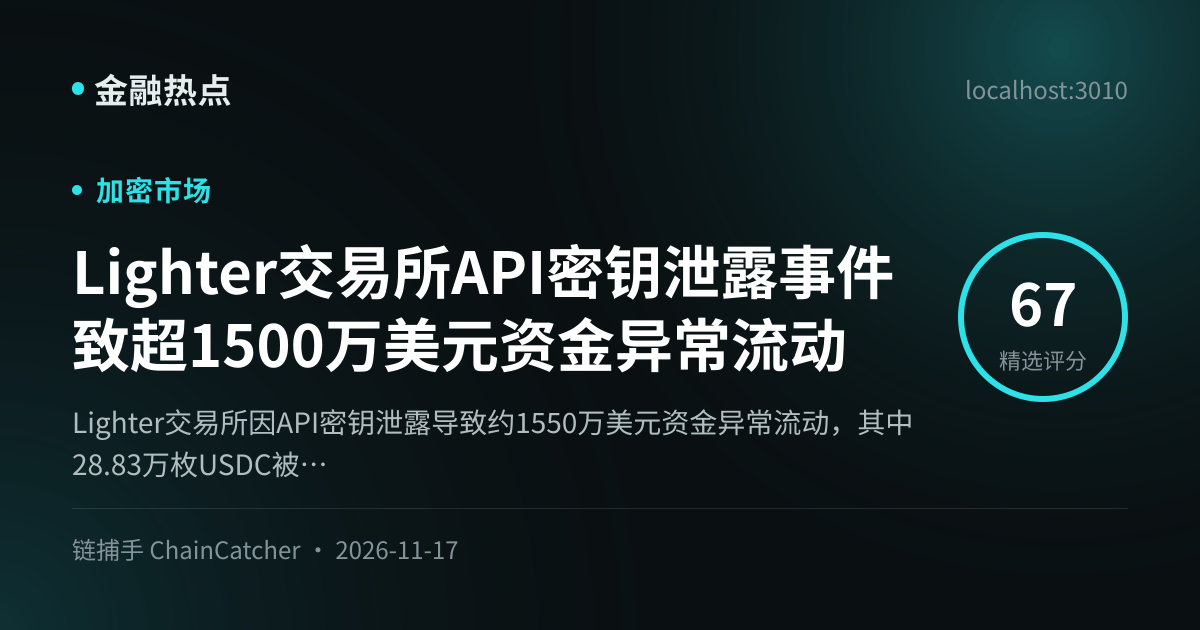 金融热点
localhost:3010
加密市场
Lighter交易所API密钥泄露事件
致超1500万美元资金异常流动
67
精选评分
Lighter交易所因API密钥泄露导致约1550万美元资金异常流动，其中
28.83万枚USDC被…
链捕手 ChainCatcher · 2026-11-17